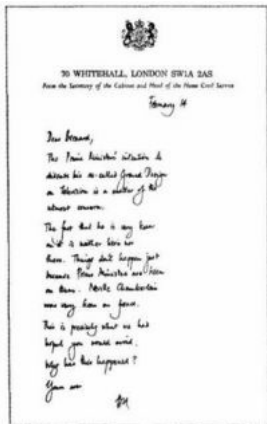 70 WHITEHALL, LONDON SW1A 2AS
From the Secretary of the Cabinet and Head of the Home Civil Service
February 14
Dear Bernard,
The Prime Minister's intention to
discuss his so-called Grand Design
on Television is a matter of the
utmost concern.
The fact that he is very keen
on it is neither here nor
there. Things don't happen just
because Prime Ministers are keen
on them. Neville Chamberlain
was very keen on peace.
This is precisely what we had
hoped you would avoid.
Why has this happened?
Yours ever